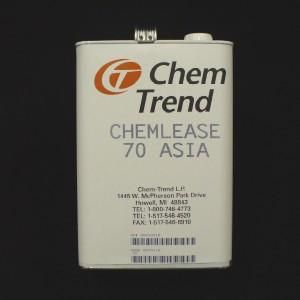 Chem
Trend
CHEMLEASE
70 ASIA
Chem-Trend L.P.
1445 W. McPherson Park Drive
Howell, MI 48843
TEL: 1-800-746-4773
TEL: 1-517-546-4520
FAX: 1-517-546-8910